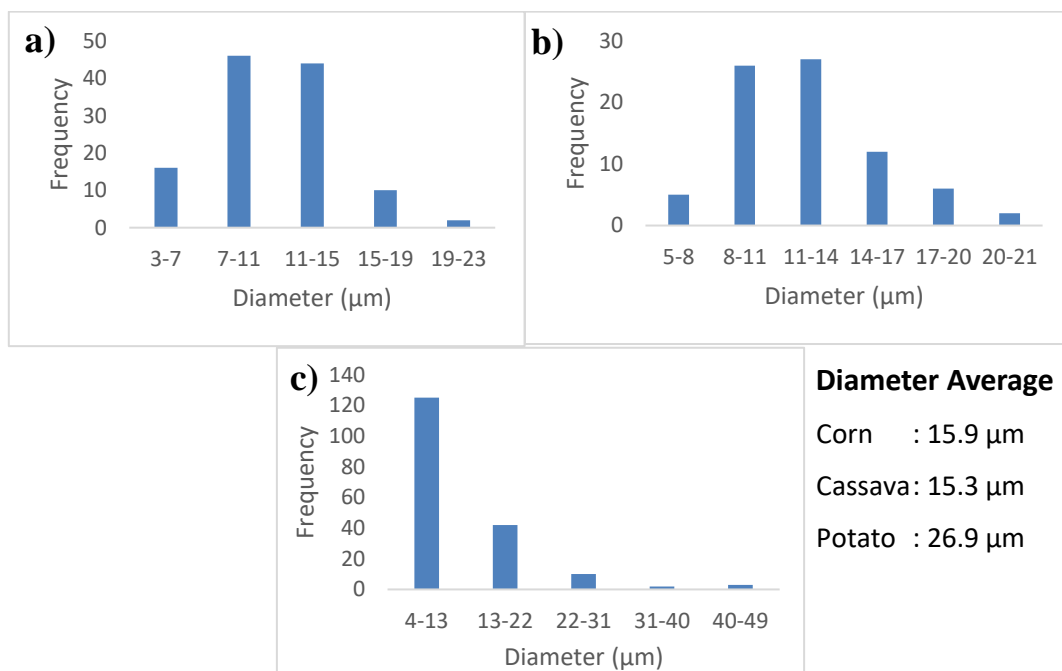 a)
50
40
30
20
10
0
Frequency
3-7 7-11 11-15 15-19 19-23
Diameter (µm)
b)
30
20
10
0
Frequency
5-8 8-11 11-14 14-17 17-20 20-21
Diameter (µm)
c)
140
120
100
80
60
40
20
0
Frequency
4-13 13-22 22-31 31-40 40-49
Diameter (µm)
Diameter Average
Corn : 15.9 µm
Cassava : 15.3 µm
Potato : 26.9 µm